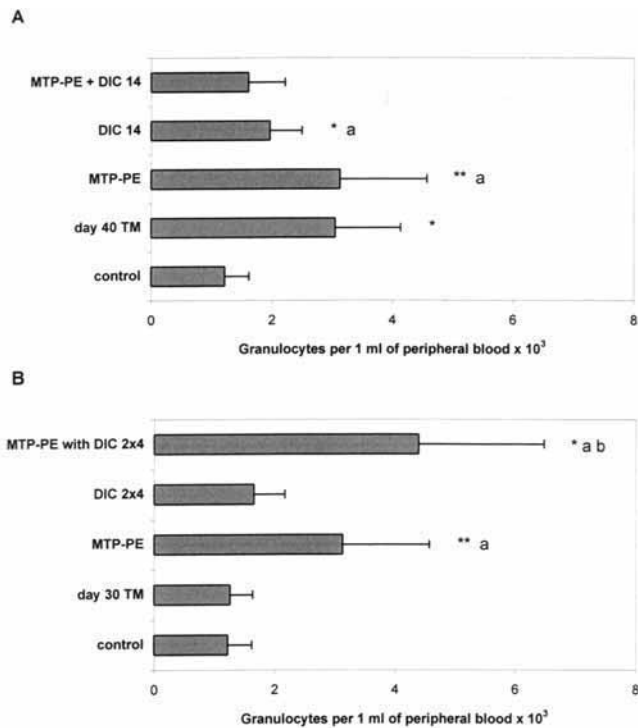 A
MTP-PE + DIC 14
DIC 14 * a
MTP-PE ** a
day 40 TM *
control
0 2 4 6 8
Granulocytes per 1 ml of peripheral blood x 10³
B
MTP-PE with DIC 2x4 * a b
DIC 2x4
MTP-PE ** a
day 30 TM
control
0 2 4 6 8
Granulocytes per 1 ml of peripheral blood x 10³